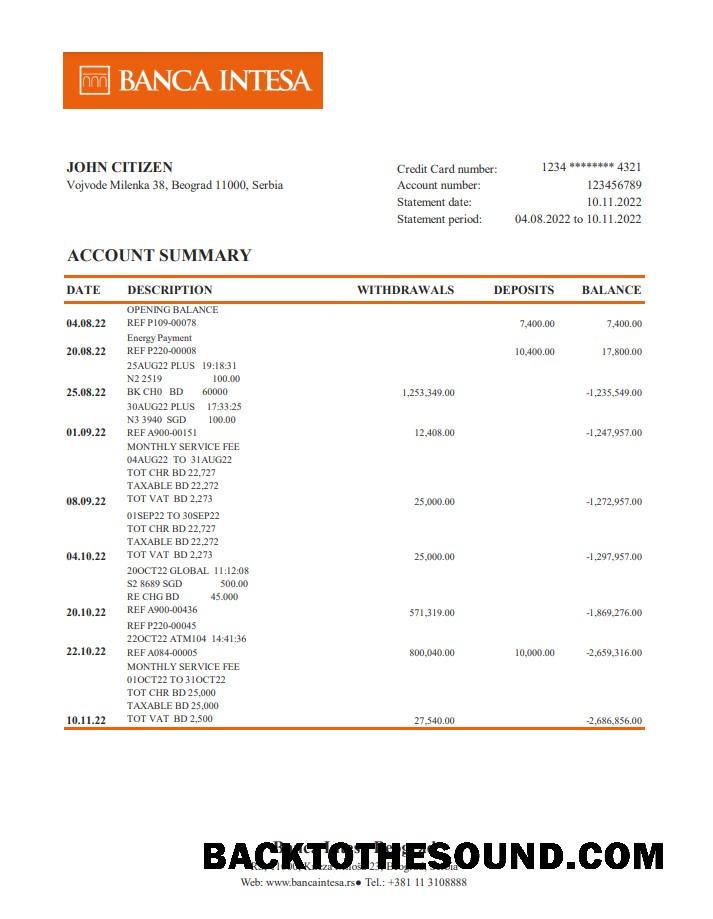 BANCA INTESA
JOHN CITIZEN
Vojvode Milenka 38, Beograd 11000, Serbia
Credit Card number: 1234 ******** 4321
Account number: 123456789
Statement date: 10.11.2022
Statement period: 04.08.2022 to 10.11.2022
ACCOUNT SUMMARY
DATE DESCRIPTION WITHDRAWALS DEPOSITS BALANCE
OPENING BALANCE
04.08.22 REF P109-00078 7,400.00 7,400.00
Energy Payment
20.08.22 REF P220-00008 10,400.00 17,800.00
25AUG22 PLUS 19:18:31
N2 2519 100.00
25.08.22 BK CH0 BD 60000 1,253,349.00 -1,235,549.00
30AUG22 PLUS 17:33:25
N3 3940 SGD 100.00
01.09.22 REF A900-00151 12,408.00 -1,247,957.00
MONTHLY SERVICE FEE
04AUG22 TO 31AUG22
TOT CHR BD 22,727
TAXABLE BD 22,272
08.09.22 TOT VAT BD 2,273 25,000.00 -1,272,957.00
01SEP22 TO 30SEP22
TOT CHR BD 22,727
TAXABLE BD 22,272
04.10.22 TOT VAT BD 2,273 25,000.00 -1,297,957.00
20OCT22 GLOBAL 11:12:08
S2 8689 SGD 500.00
RE CHG BD 45.000
20.10.22 REF A900-00436 571,319.00 -1,869,276.00
REF P220-00045
22OCT22 ATM104 14:41:36
22.10.22 REF A084-00005 800,040.00 10,000.00 -2,659,316.00
MONTHLY SERVICE FEE
01OCT22 TO 31OCT22
TOT CHR BD 25,000
TAXABLE BD 25,000
10.11.22 TOT VAT BD 2,500 27,540.00 -2,686,856.00
BACKTOTHESOUND.COM
Web: www.bancaintesa.rs● Tel.: +381 11 3108888